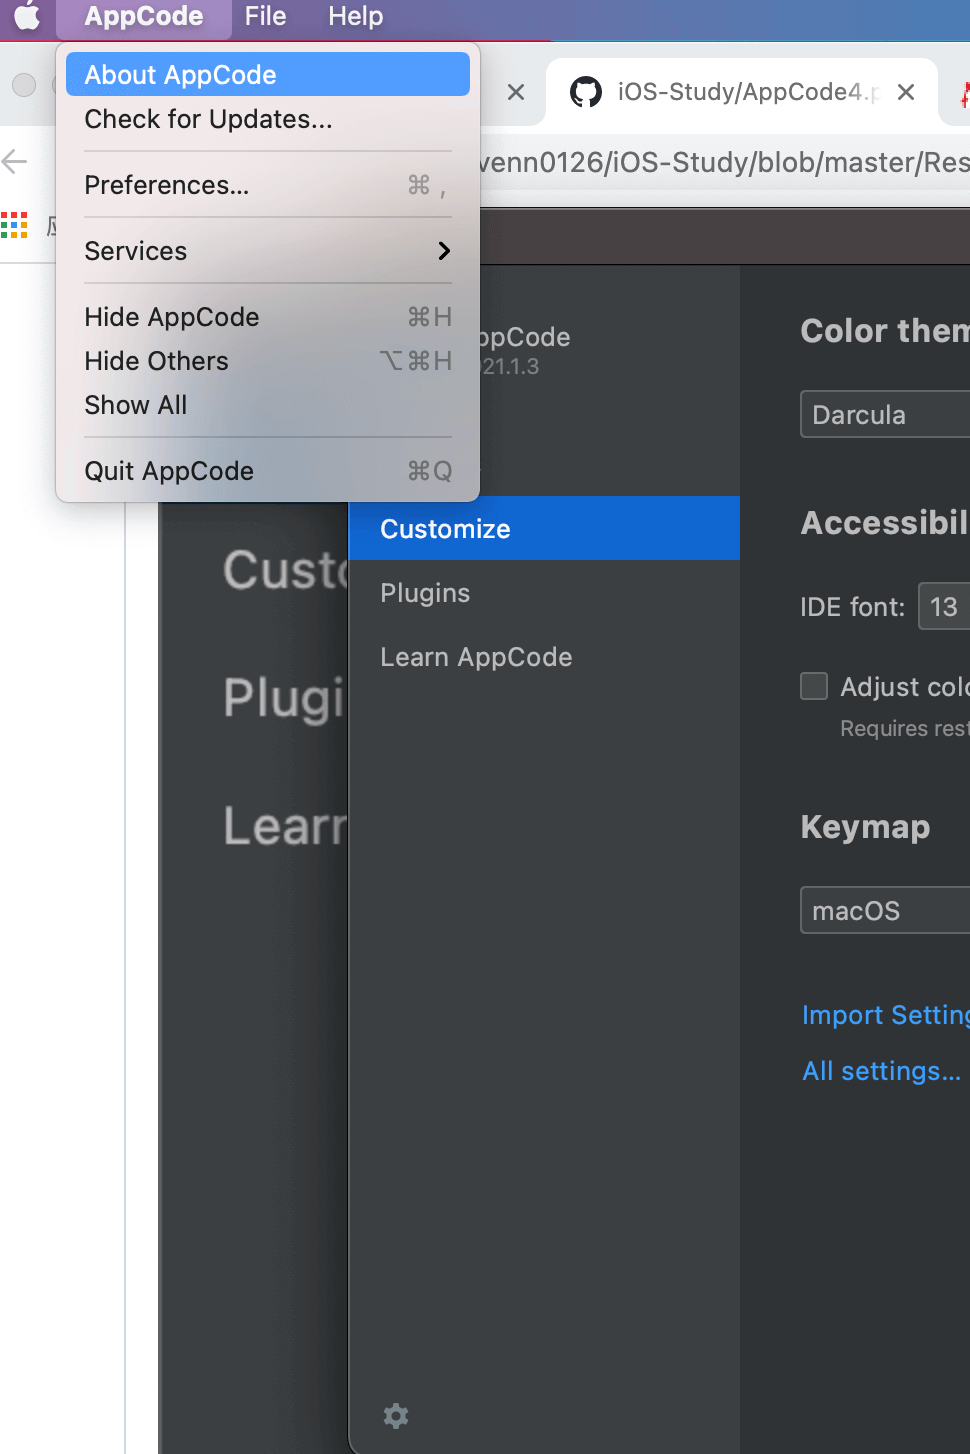 AppCode File Help
About AppCode
Check for Updates...
Preferences... ⌘ ,
Services
Hide AppCode ⌘H
Hide Others ⌥⌘H
Show All
Quit AppCode ⌘Q
iOS-Study/AppCode4.p
venn0126/iOS-Study/blob/master/Res
ppCode
21.1.3
Customize
Plugins
Learn AppCode
Custo
Plugi
Learn
Color them
Darcula
Accessibil
IDE font: 13
Adjust colo
Requires rest
Keymap
macOS
Import Setting
All settings...